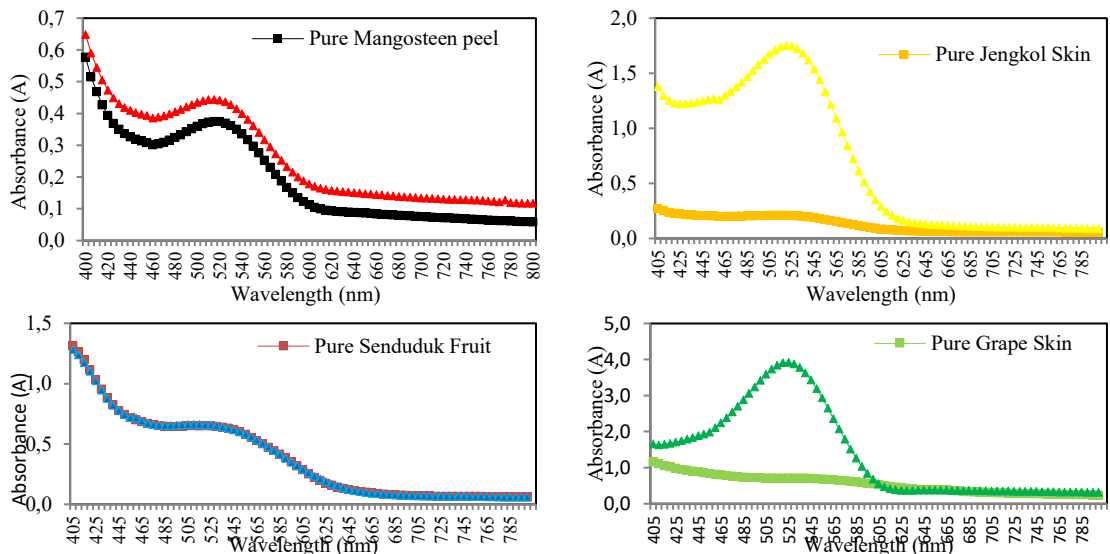 0,7
0,6
0,5
0,4
0,3
0,2
0,1
0,0
Absorbance (A)
Pure Mangosteen peel
400 420 440 460 480 500 520 540 560 580 600 620 640 660 680 700 720 740 760 780 800
Wavelength (nm)
2,0
1,5
1,0
0,5
0,0
Absorbance (A)
Pure Jengkol Skin
405 425 445 465 485 505 525 545 565 585 605 625 645 665 685 705 725 745 765 785
Wavelength (nm)
1,5
1,0
0,5
0,0
Absorbance (A)
Pure Senduduk Fruit
405 425 445 465 485 505 525 545 565 585 605 625 645 665 685 705 725 745 765 785
Wavelength (nm)
5,0
4,0
3,0
2,0
1,0
0,0
Absorbance (A)
Pure Grape Skin
405 425 445 465 485 505 525 545 565 585 605 625 645 665 685 705 725 745 765 785
Wavelength (nm)